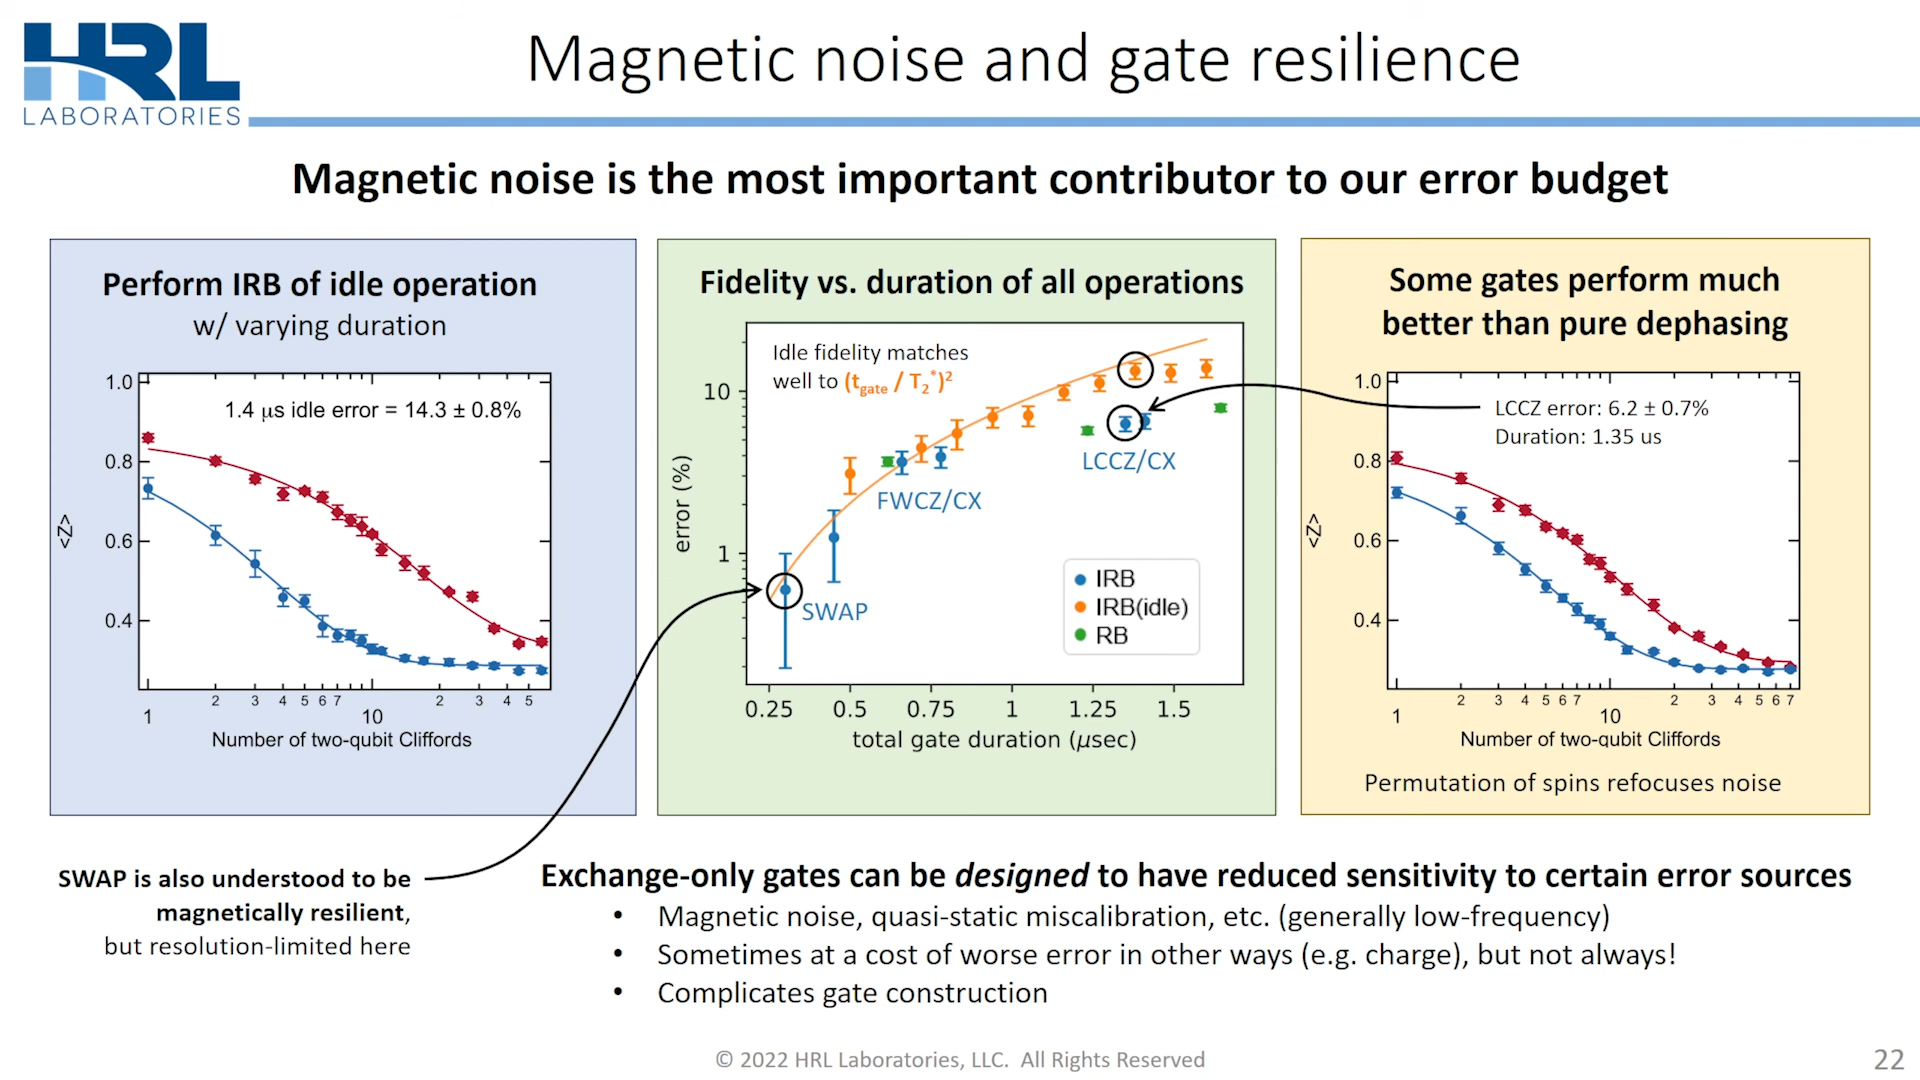 HRL
LABORATORIES
Magnetic noise and gate resilience
Magnetic noise is the most important contributor to our error budget
Perform IRB of idle operation
w/ varying duration
1.4 μs idle error = 14.3 ± 0.8%
1.0
0.8
0.6
0.4
<Z>
2 3 4 5 6 7 2 3 4 5
1 10
Number of two-qubit Cliffords
Fidelity vs. duration of all operations
Idle fidelity matches
well to (tgate / T2*)²
10
1
error (%)
FWCZ/CX
LCCZ/CX
SWAP
IRB
IRB(idle)
RB
0.25 0.5 0.75 1 1.25 1.5
total gate duration (μsec)
Some gates perform much
better than pure dephasing
LCCZ error: 6.2 ± 0.7%
Duration: 1.35 us
1.0
0.8
0.6
0.4
<Z>
2 3 4 5 6 7 2 3 4 5 6 7
1 10
Number of two-qubit Cliffords
Permutation of spins refocuses noise
SWAP is also understood to be
magnetically resilient,
but resolution-limited here
Exchange-only gates can be designed to have reduced sensitivity to certain error sources
• Magnetic noise, quasi-static miscalibration, etc. (generally low-frequency)
• Sometimes at a cost of worse error in other ways (e.g. charge), but not always!
• Complicates gate construction
© 2022 HRL Laboratories, LLC. All Rights Reserved
22